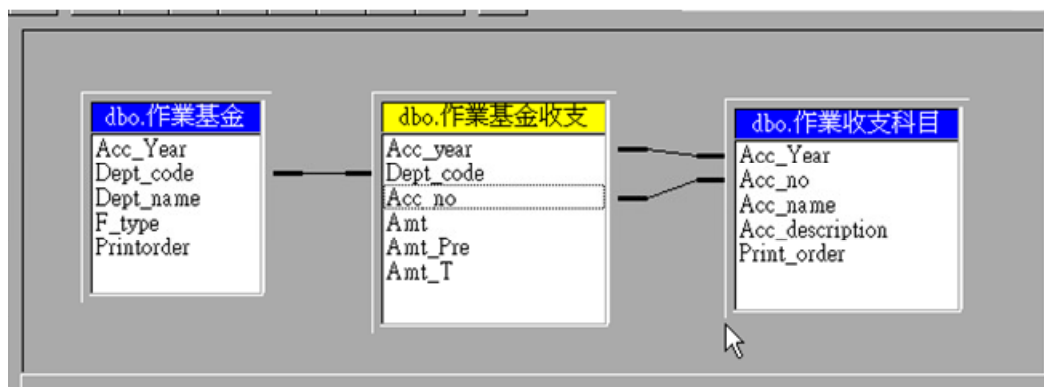 dbo.作業基金
Acc_Year
Dept_code
Dept_name
F_type
Printorder
dbo.作業基金收支
Acc_year
Dept_code
Acc_no
Amt
Amt_Pre
Amt_T
dbo.作業收支科目
Acc_Year
Acc_no
Acc_name
Acc_description
Print_order